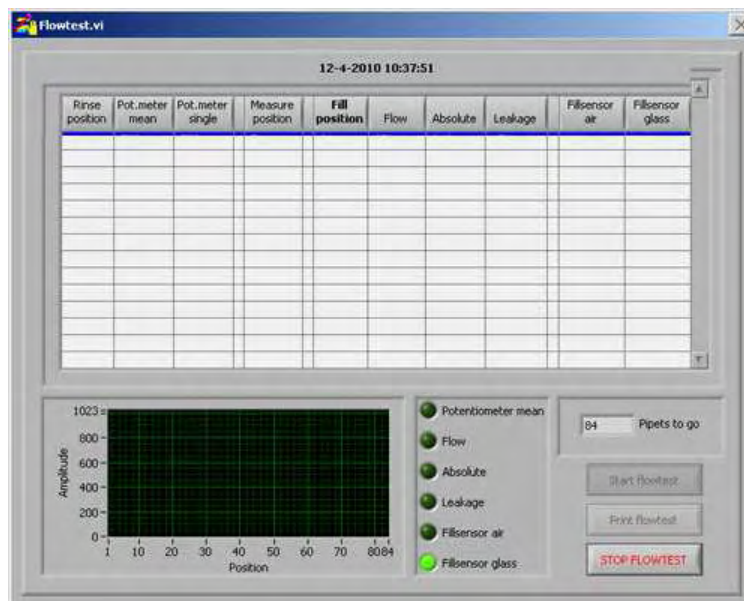 Flowtest.vi
12-4-2010 10:37:51
Rinse position
Pot.meter mean
Pot.meter single
Measure position
Fill position
Flow
Absolute
Leakage
Fillsensor air
Fillsensor glass
1023
800
600
400
200
0
Amplitude
1 10 20 30 40 50 60 70 8084
Position
Potentiometer mean
Flow
Absolute
Leakage
Fillsensor air
Fillsensor glass
84 Pipets to go
Start flowtest
Print flowtest
STOP FLOWTEST